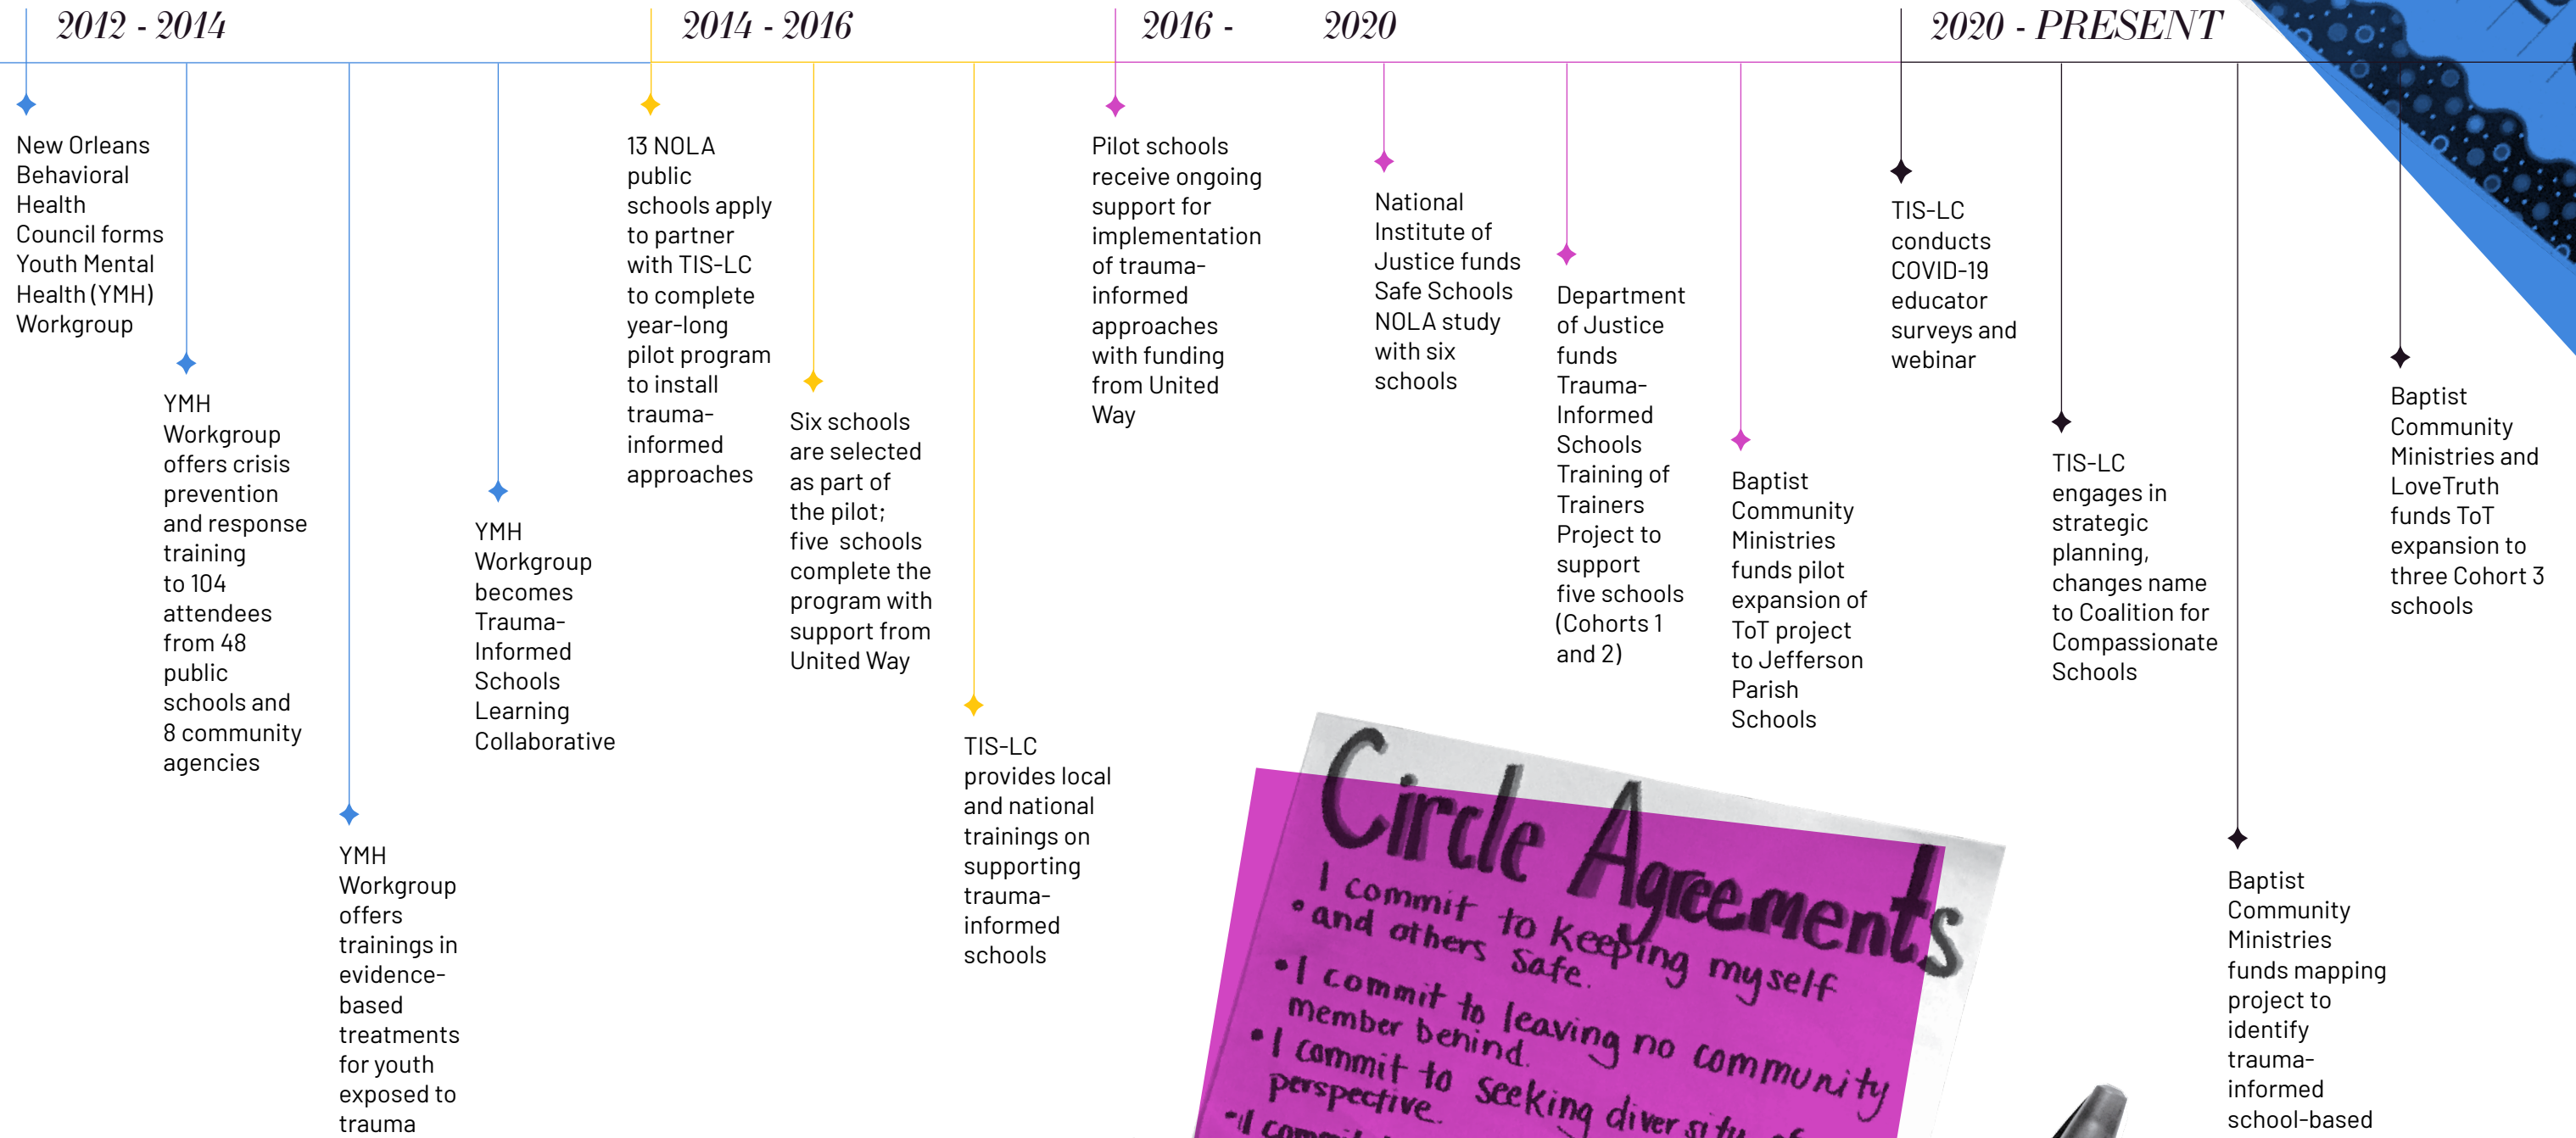 2012 - 2014
New Orleans
Behavioral
Health
Council forms
Youth Mental
Health (YMH)
Workgroup
YMH
Workgroup
offers crisis
prevention
and response
training
to 104
attendees
from 48
public
schools and
8 community
agencies
YMH
Workgroup
offers
trainings in
evidence-
based
treatments
for youth
exposed to
trauma
YMH
Workgroup
becomes
Trauma-
Informed
Schools
Learning
Collaborative
2014 - 2016
13 NOLA
public
schools apply
to partner
with TIS-LC
to complete
year-long
pilot program
to install
trauma-
informed
approaches
Six schools
are selected
as part of
the pilot;
five schools
complete the
program with
support from
United Way
TIS-LC
provides local
and national
trainings on
supporting
trauma-
informed
schools
2016 - 2020
Pilot schools
receive ongoing
support for
implementation
of trauma-
informed
approaches
with funding
from United
Way
National
Institute of
Justice funds
Safe Schools
NOLA study
with six
schools
Department
of Justice
funds
Trauma-
Informed
Schools
Training of
Trainers
Project to
support
five schools
(Cohorts 1
and 2)
Baptist
Community
Ministries
funds pilot
expansion of
ToT project
to Jefferson
Parish
Schools
2020 - PRESENT
TIS-LC
conducts
COVID-19
educator
surveys and
webinar
TIS-LC
engages in
strategic
planning,
changes name
to Coalition for
Compassionate
Schools
Baptist
Community
Ministries
funds mapping
project to
identify
trauma-
informed
school-based
Baptist
Community
Ministries and
LoveTruth
funds ToT
expansion to
three Cohort 3
schools
Circle Agreements
I commit to keeping myself
• and others safe.
• I commit to leaving no community
member behind.
• I commit to seeking diversity of
perspective.
• I